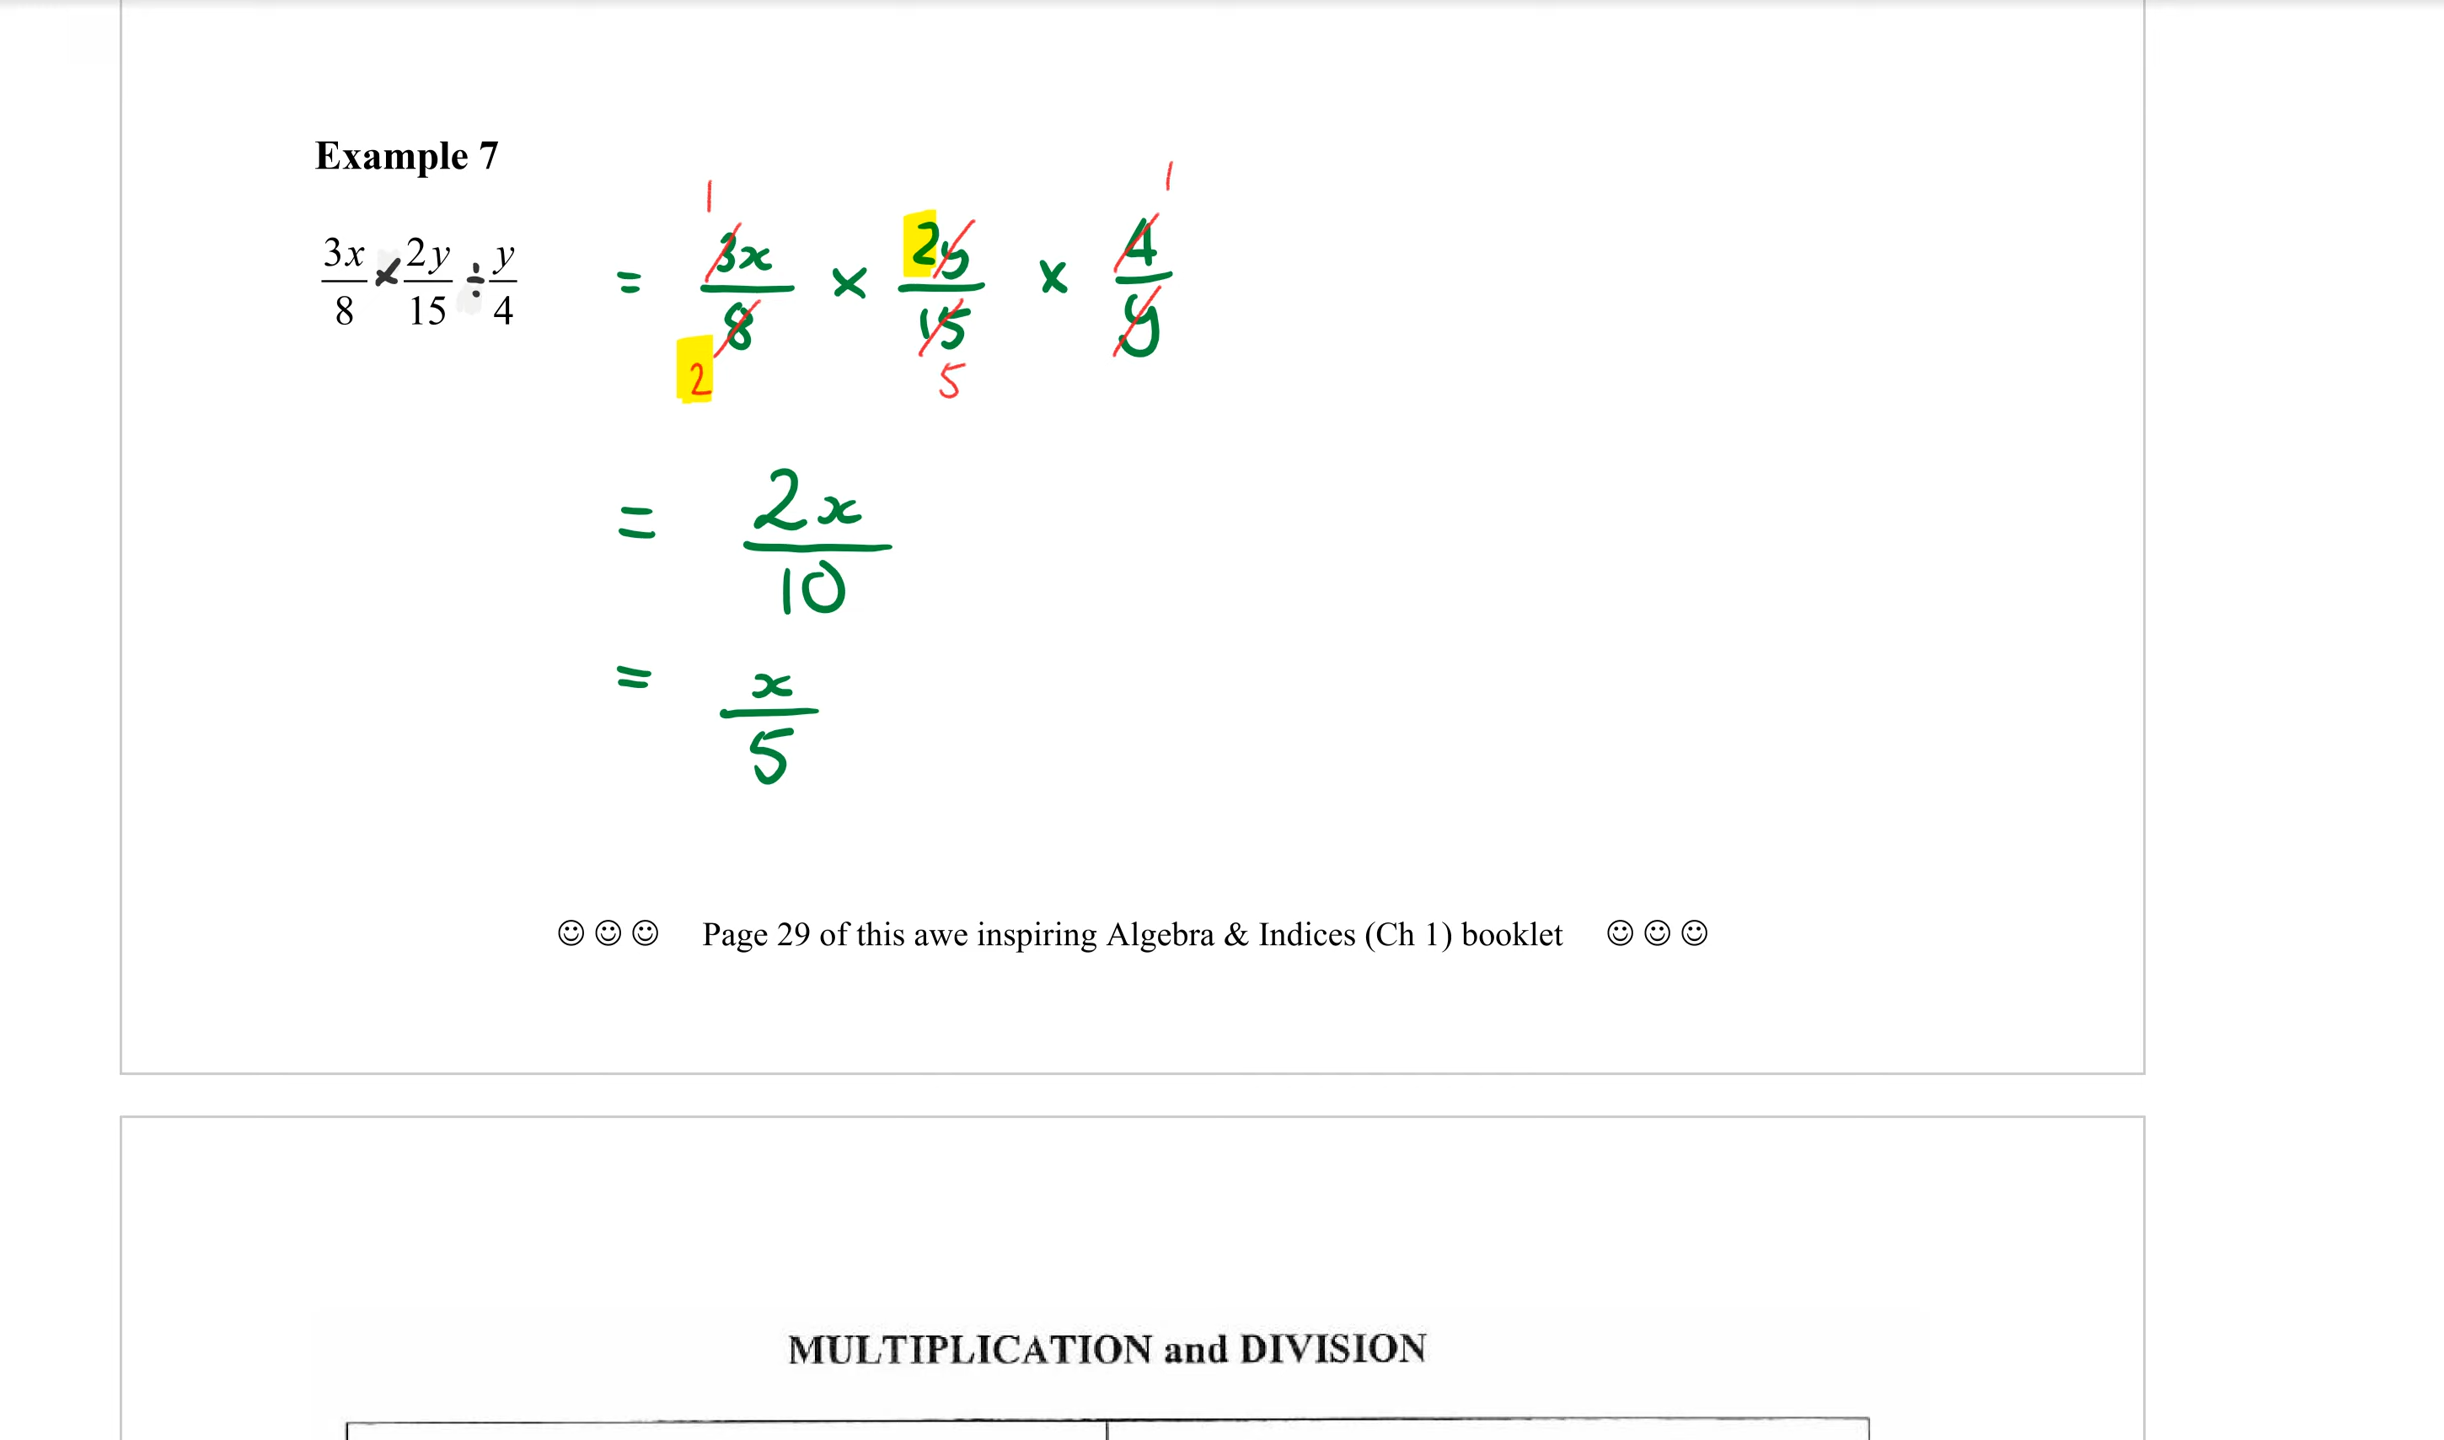 Example 7
3x/8 × 2y/15 ÷ y/4 = 3x/8 × 2y/15 × 4/y
1 1
2 5
= 2x/10
= x/5
☺ ☺ ☺ Page 29 of this awe inspiring Algebra & Indices (Ch 1) booklet ☺ ☺ ☺
MULTIPLICATION and DIVISION